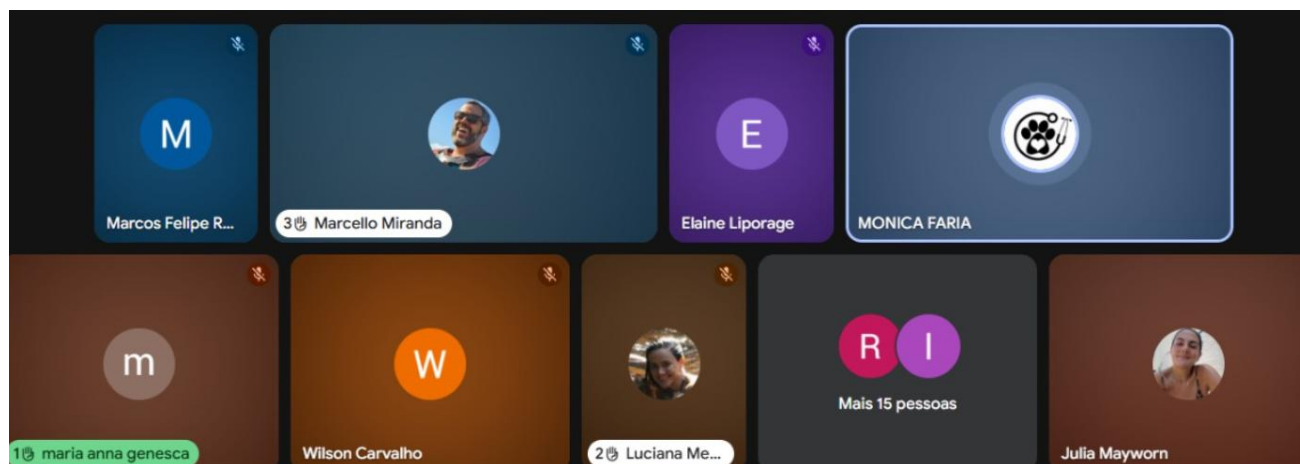 M
Marcos Felipe R...
3 Marcello Miranda
E
Elaine Liporage
MONICA FARIA
m
1 maria anna genesca
W
Wilson Carvalho
2 Luciana Me...
R I
Mais 15 pessoas
Julia Mayworn